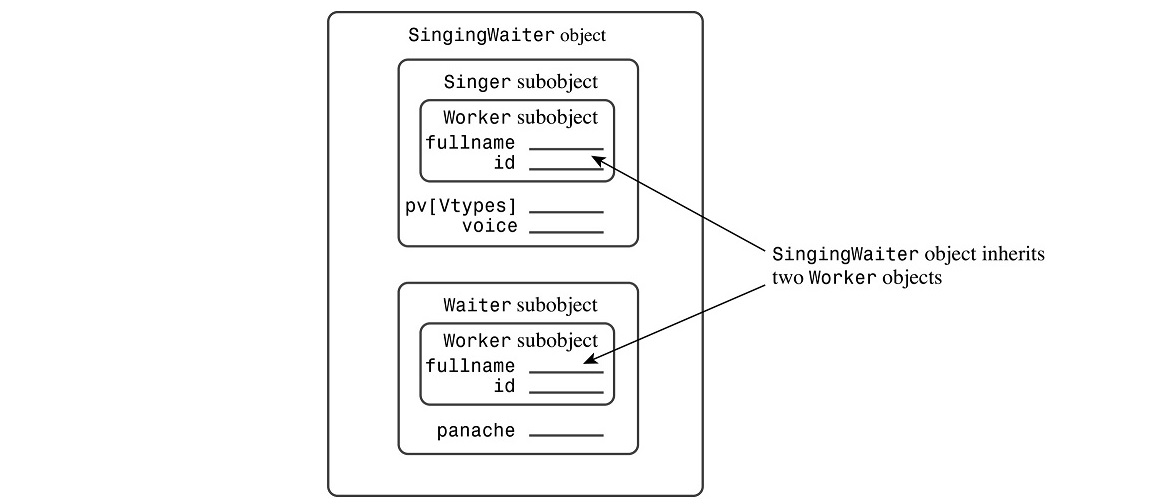 SingingWaiter object
Singer subobject
Worker subobject
fullname
id
pv[Vtypes]
voice
Waiter subobject
Worker subobject
fullname
id
panache
SingingWaiter object inherits
two Worker objects